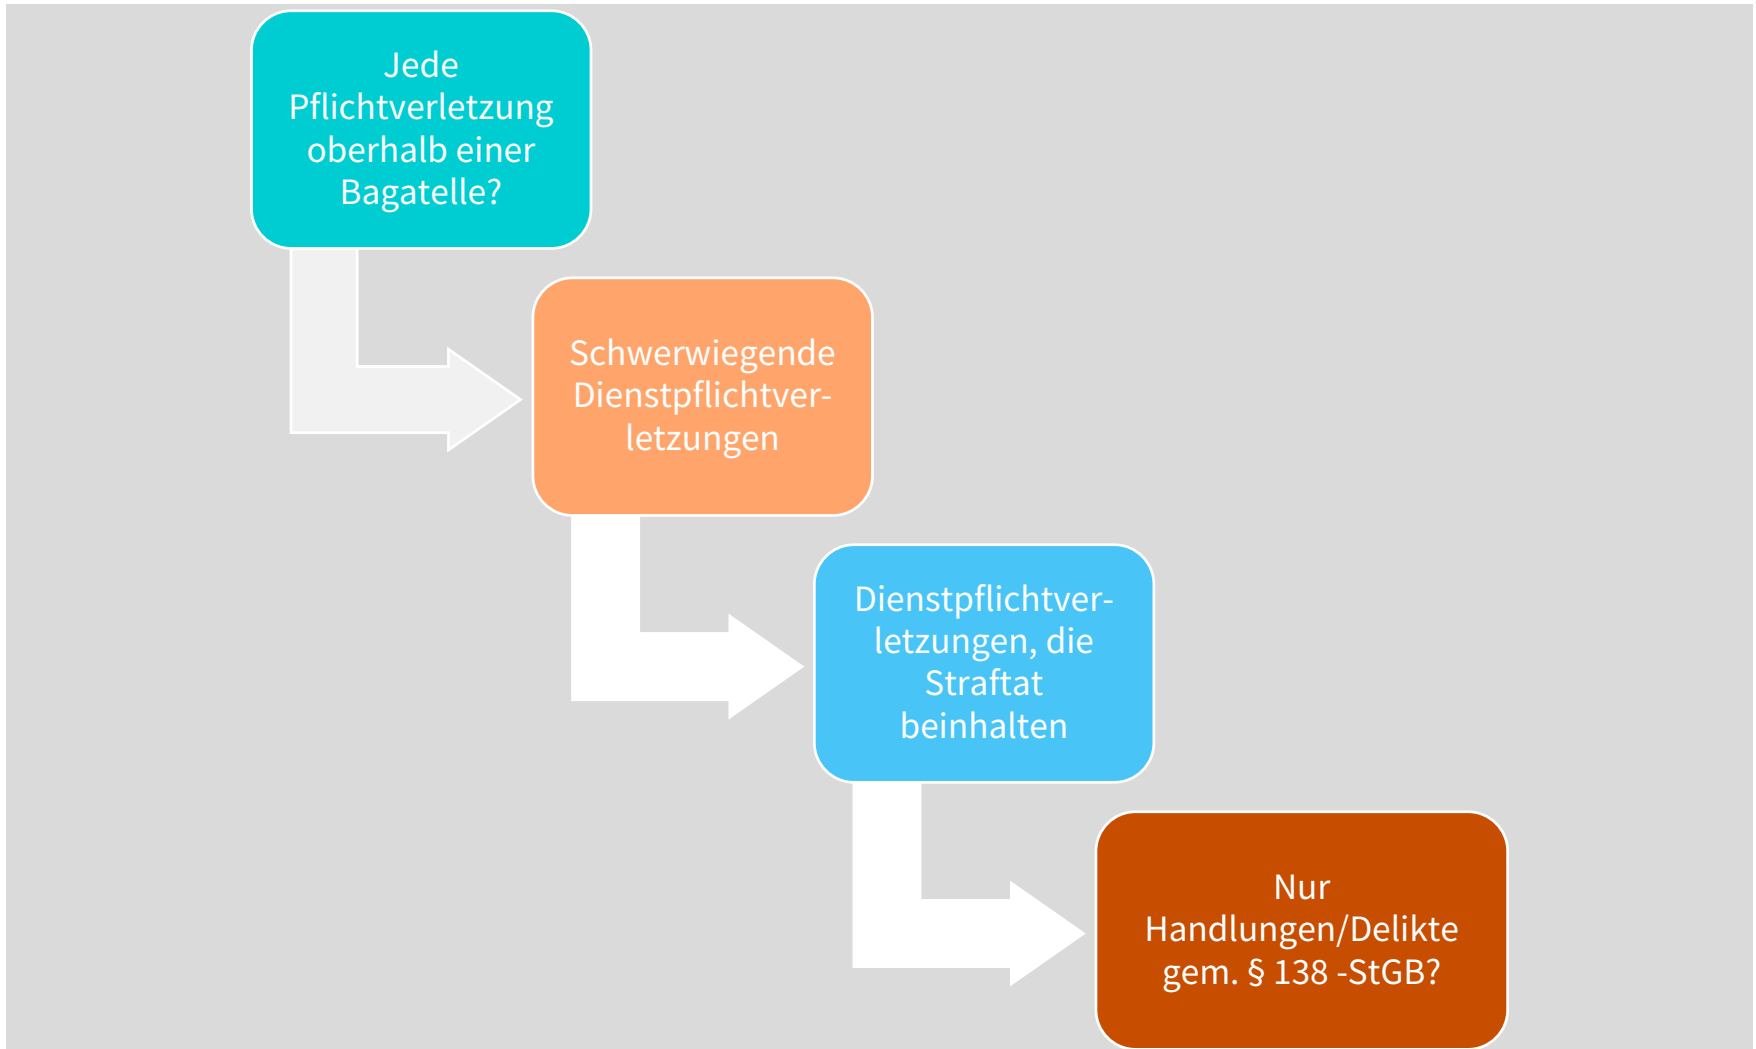 Jede
Pflichtverletzung
oberhalb einer
Bagatelle?
Schwerwiegende
Dienstpflichtver-
letzungen
Dienstpflichtver-
letzungen, die
Straftat
beinhalten
Nur
Handlungen/Delikte
gem. § 138 -StGB?